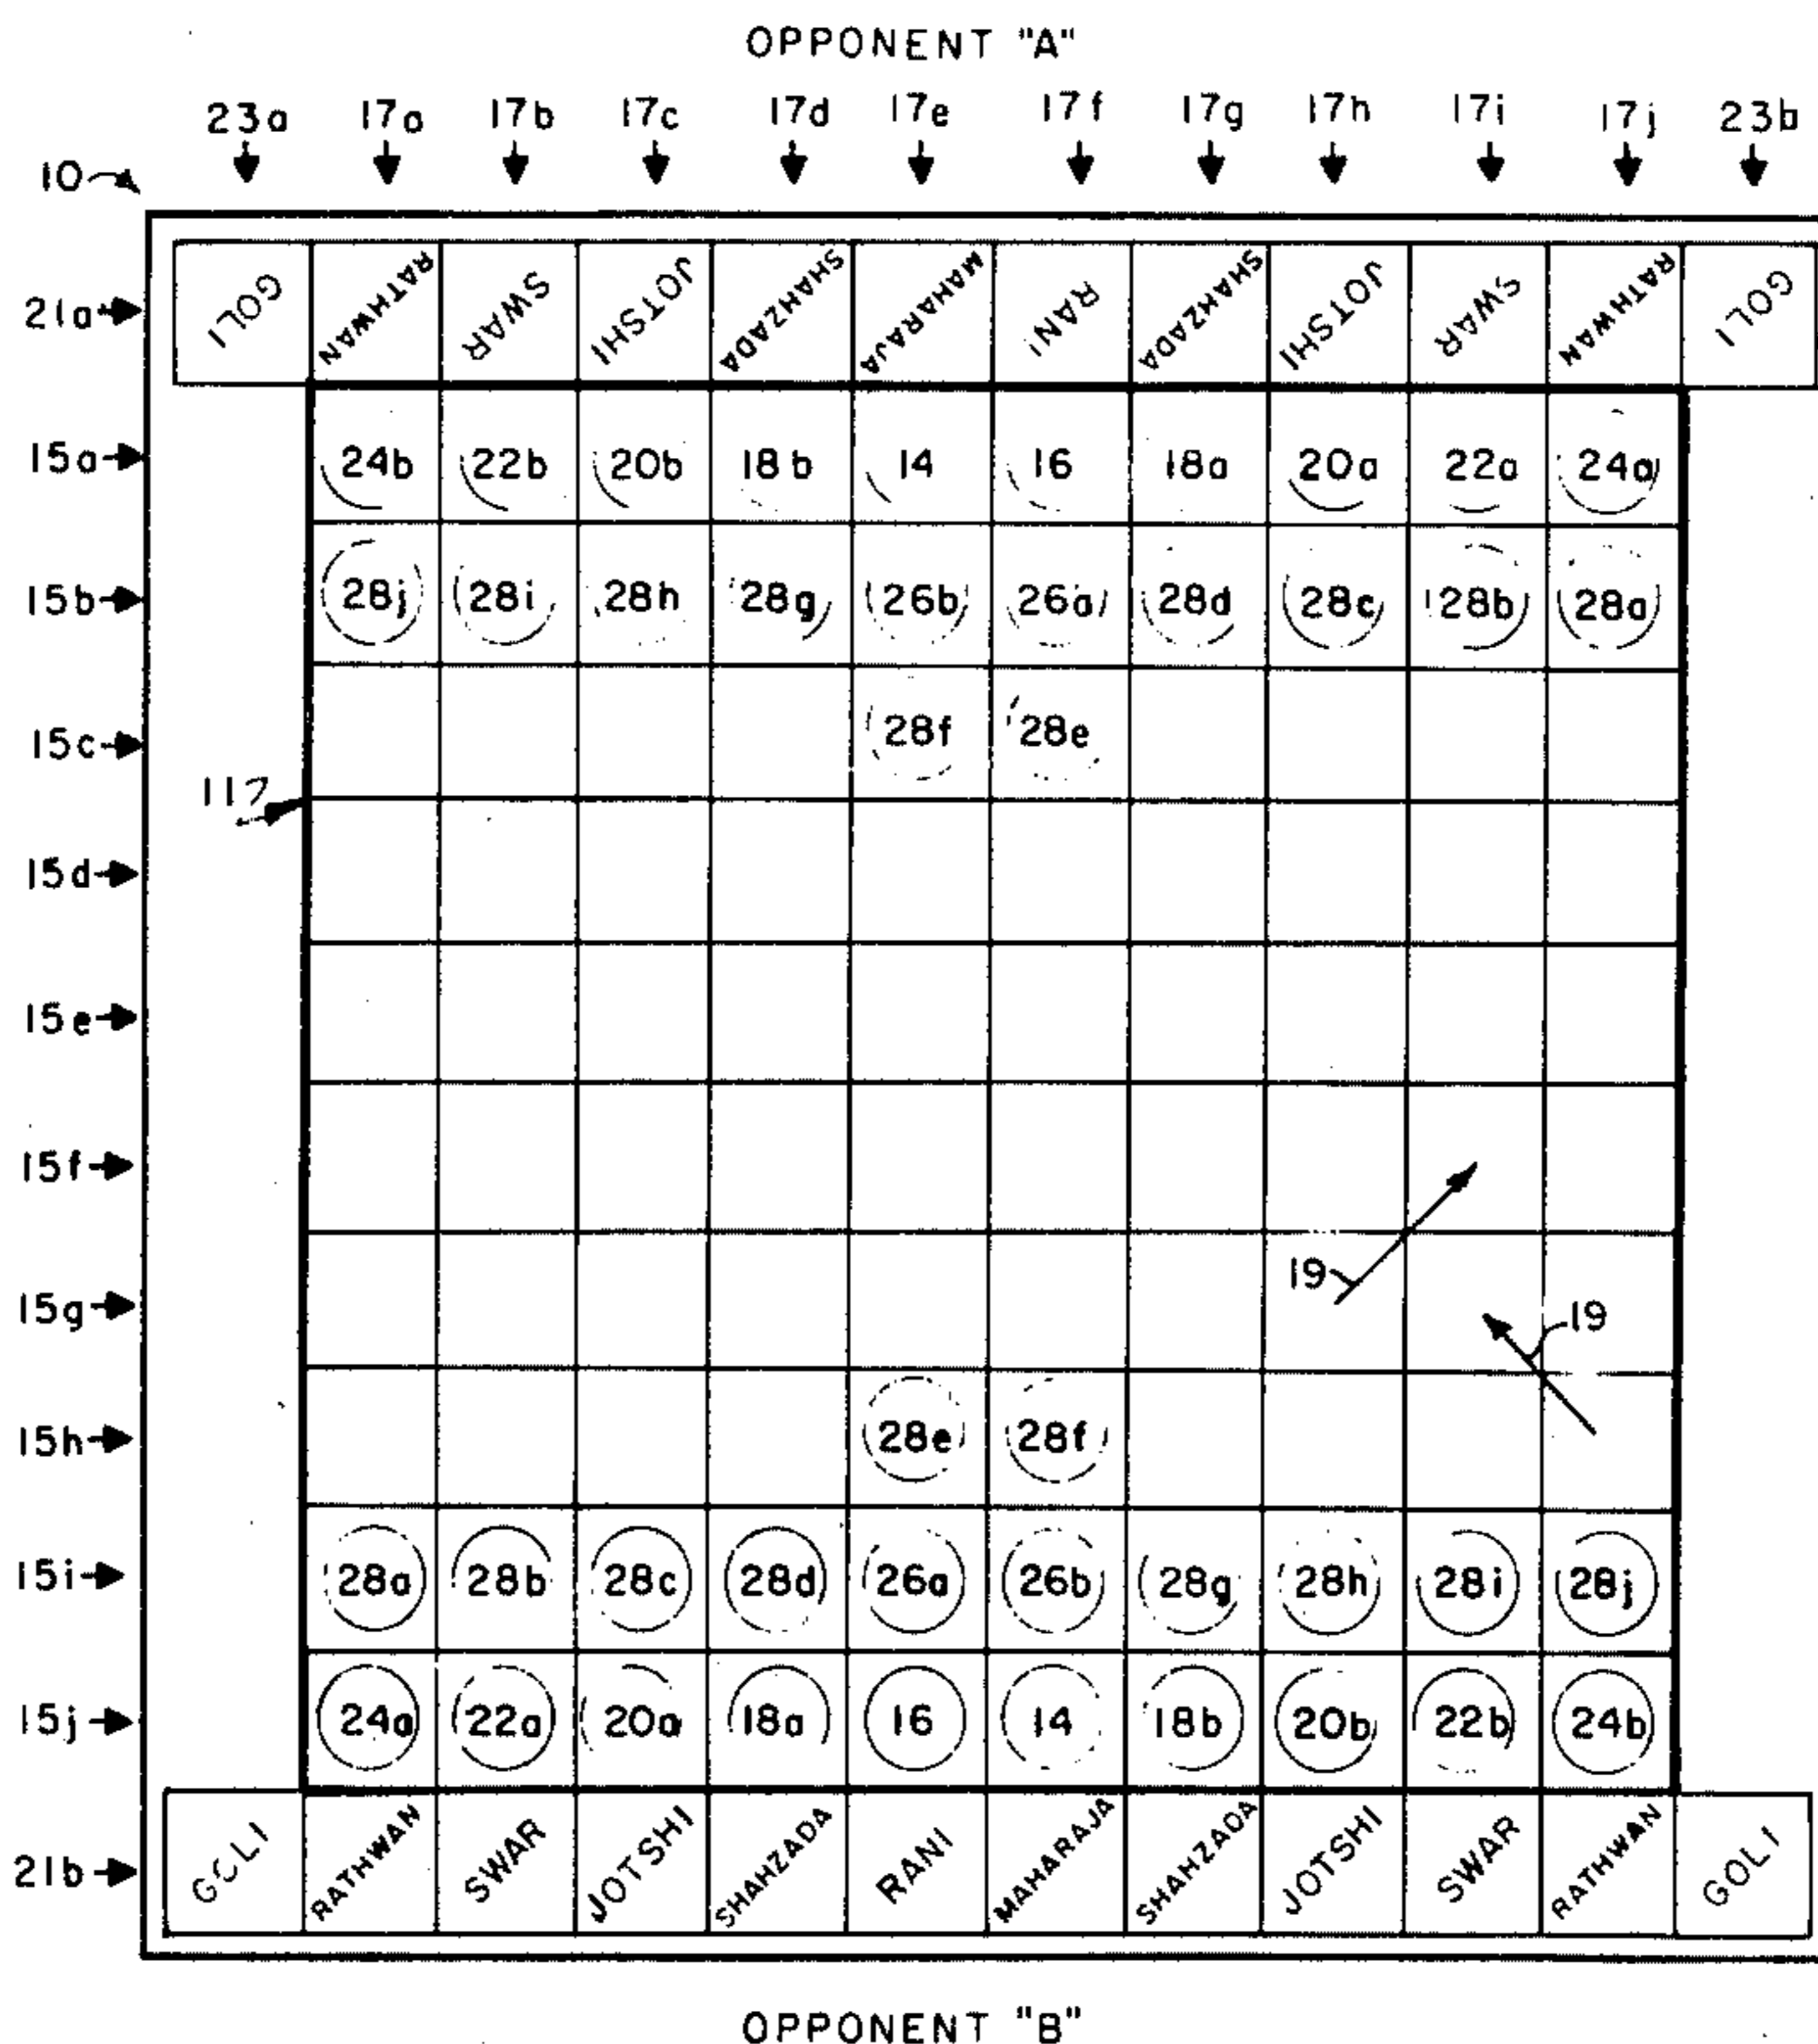 OPPONENT "A"
23a 17a 17b 17c 17d 17e 17f 17g 17h 17i 17j 23b
10
21a GOLI RATHWAN SWAR JOTSHI SHAHZADA MAHARAJA RANI SHAHZADA JOTSHI SWAR RATHWAN GOLI
15a 24b 22b 20b 18b 14 16 18a 20a 22a 24a
15b 28j 28i 28h 28g 26b 26a 28d 28c 28b 28a
15c 28f 28e
117
15d
15e
15f
19
15g 19
15h 28e 28f
15i 28a 28b 28c 28d 26a 26b 28g 28h 28i 28j
15j 24a 22a 20a 18a 16 14 18b 20b 22b 24b
21b GOLI RATHWAN SWAR JOTSHI SHAHZADA RANI MAHARAJA SHAHZADA JOTSHI SWAR RATHWAN GOLI
OPPONENT "B"